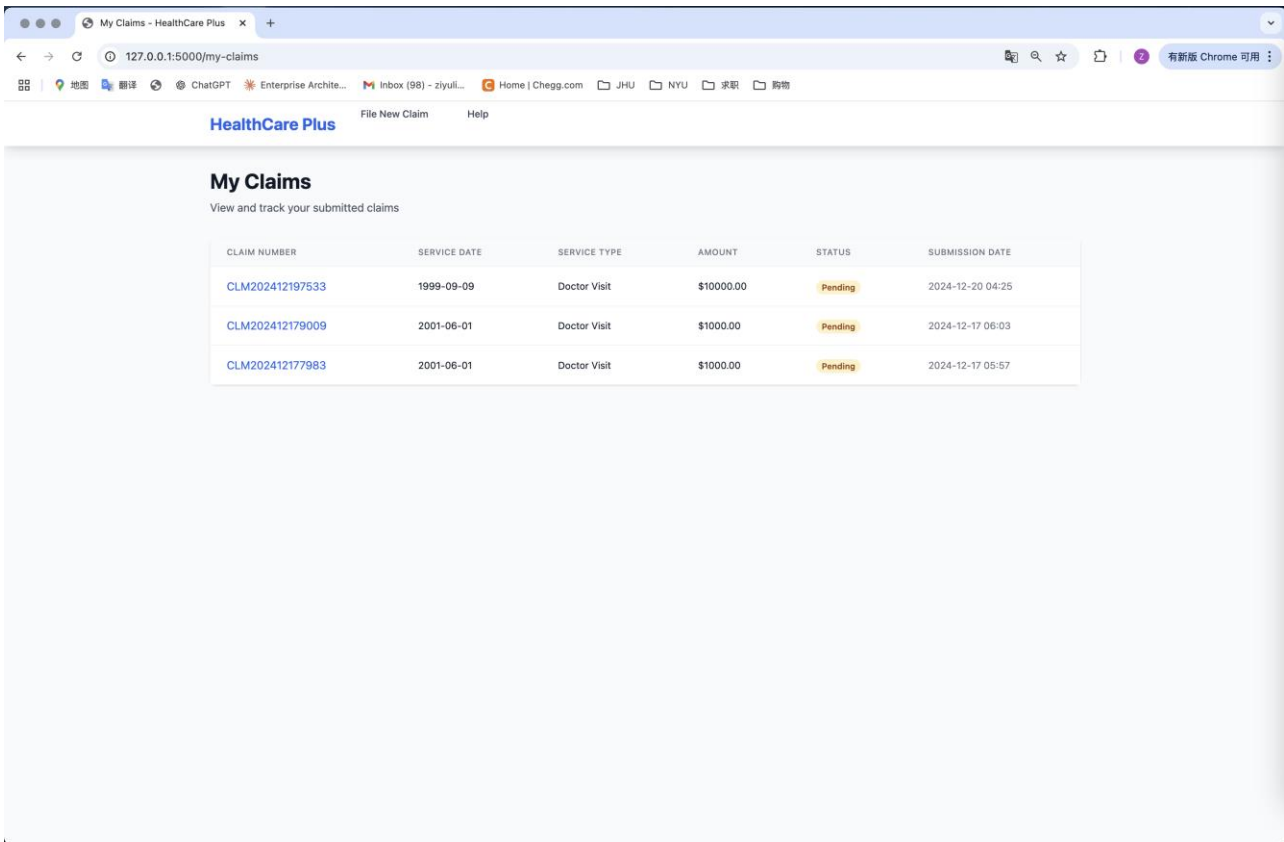 My Claims - HealthCare Plus
127.0.0.1:5000/my-claims
有新版 Chrome 可用
地图 翻译 ChatGPT Enterprise Archite... Inbox (98) - ziyuli... Home | Chegg.com JHU NYU 求职 购物
HealthCare Plus File New Claim Help
My Claims
View and track your submitted claims
CLAIM NUMBER SERVICE DATE SERVICE TYPE AMOUNT STATUS SUBMISSION DATE
CLM202412197533 1999-09-09 Doctor Visit $10000.00 Pending 2024-12-20 04:25
CLM202412179009 2001-06-01 Doctor Visit $1000.00 Pending 2024-12-17 06:03
CLM202412177983 2001-06-01 Doctor Visit $1000.00 Pending 2024-12-17 05:57